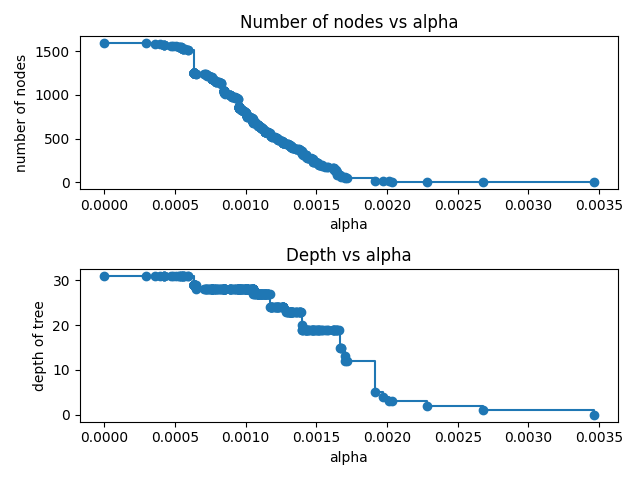 Number of nodes vs alpha
number of nodes
1500
1000
500
0
0.0000 0.0005 0.0010 0.0015 0.0020 0.0025 0.0030 0.0035
alpha
Depth vs alpha
depth of tree
30
20
10
0
0.0000 0.0005 0.0010 0.0015 0.0020 0.0025 0.0030 0.0035
alpha